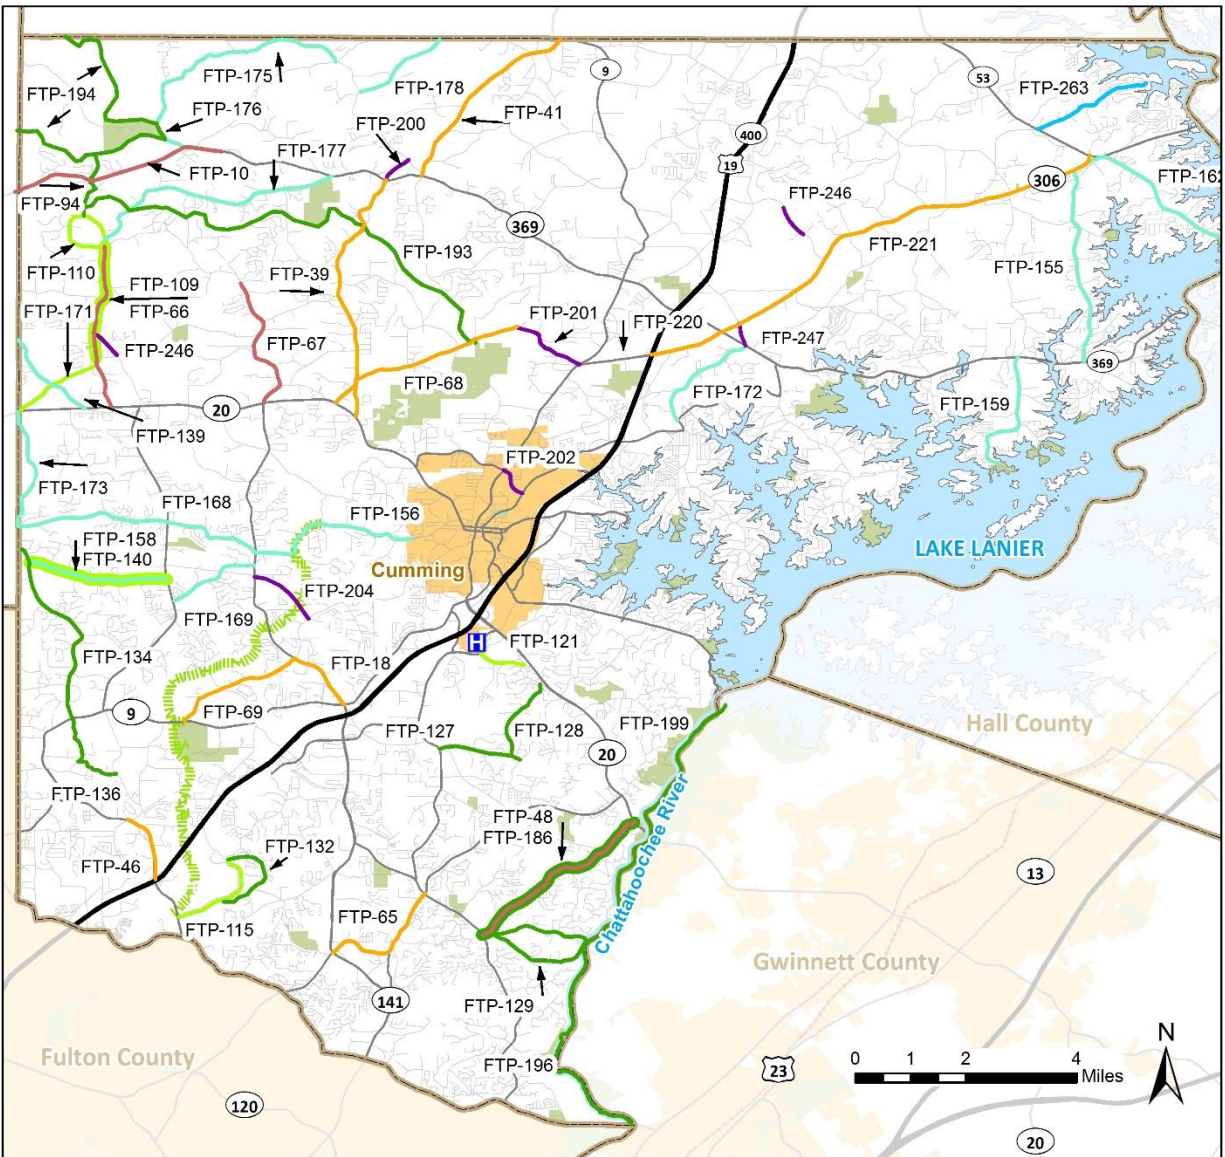 9
53
FTP-263
FTP-175
FTP-194
FTP-178
FTP-176
FTP-41
FTP-200
400
19
FTP-177
FTP-10
306
FTP-162
FTP-94
FTP-246
369
FTP-221
FTP-193
FTP-110
FTP-39
FTP-155
FTP-109
FTP-171
FTP-66
FTP-201
FTP-220
FTP-67
FTP-247
FTP-246
369
FTP-68
FTP-172
20
FTP-159
FTP-139
FTP-202
FTP-173
FTP-168
FTP-156
FTP-158
LAKE LANIER
FTP-140
Cumming
FTP-204
FTP-169
H
FTP-121
FTP-134
FTP-18
9
FTP-69
FTP-127
FTP-128
FTP-199
Hall County
20
FTP-136
FTP-48
FTP-186
FTP-132
FTP-46
13
Chattahoochee River
FTP-65
FTP-115
Gwinnett County
141
FTP-129
N
Fulton County
FTP-196
23
0 1 2 4
Miles
120
20